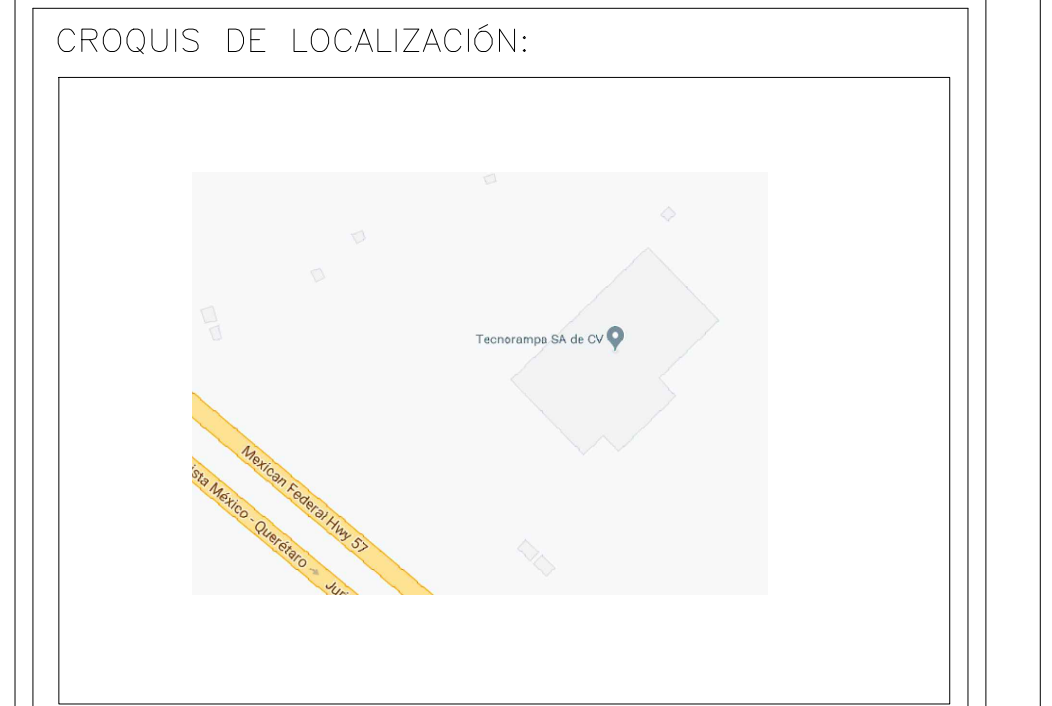 CROQUIS DE LOCALIZACIÓN:
Tecnorampa SA de CV
Mexican Federal Hwy 57
ista México - Querétaro